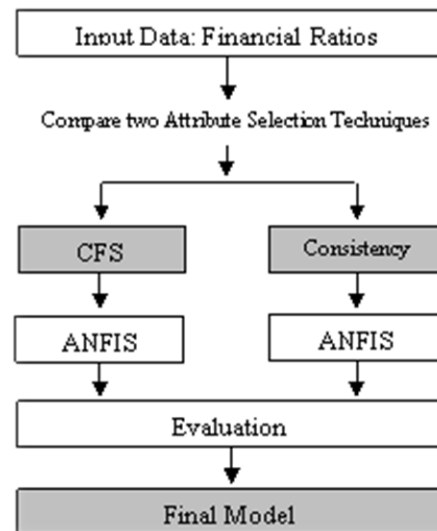 Input Data: Financial Ratios
Compare two Attribute Selection Techniques
CFS
Consistency
ANFIS
ANFIS
Evaluation
Final Model